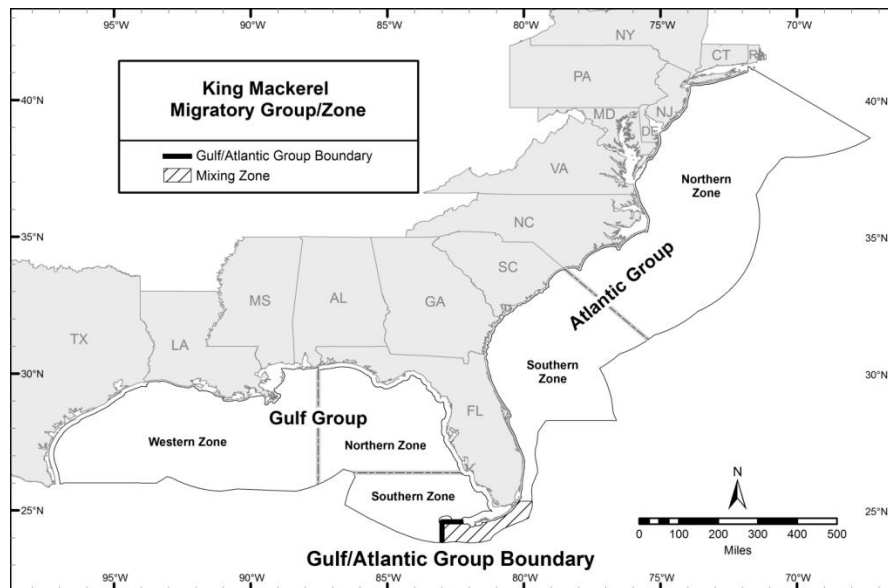 85°W
80°W
75°W
70°W
NY
CT
RI
PA
King Mackerel
Migratory Group/Zone
40°N
40°N
NJ
MD
DE
Gulf/Atlantic Group Boundary
Mixing Zone
VA
Northern
Zone
NC
35°N
35°N
SC
Atlantic Group
MS
AL
GA
TX
LA
30°N
30°N
Southern
Zone
FL
Gulf Group
Western Zone
Northern Zone
N
Southern Zone
25°N
25°N
0 100 200 300 400 500
Miles
Gulf/Atlantic Group Boundary
95°W
90°W
85°W
80°W
75°W
70°W